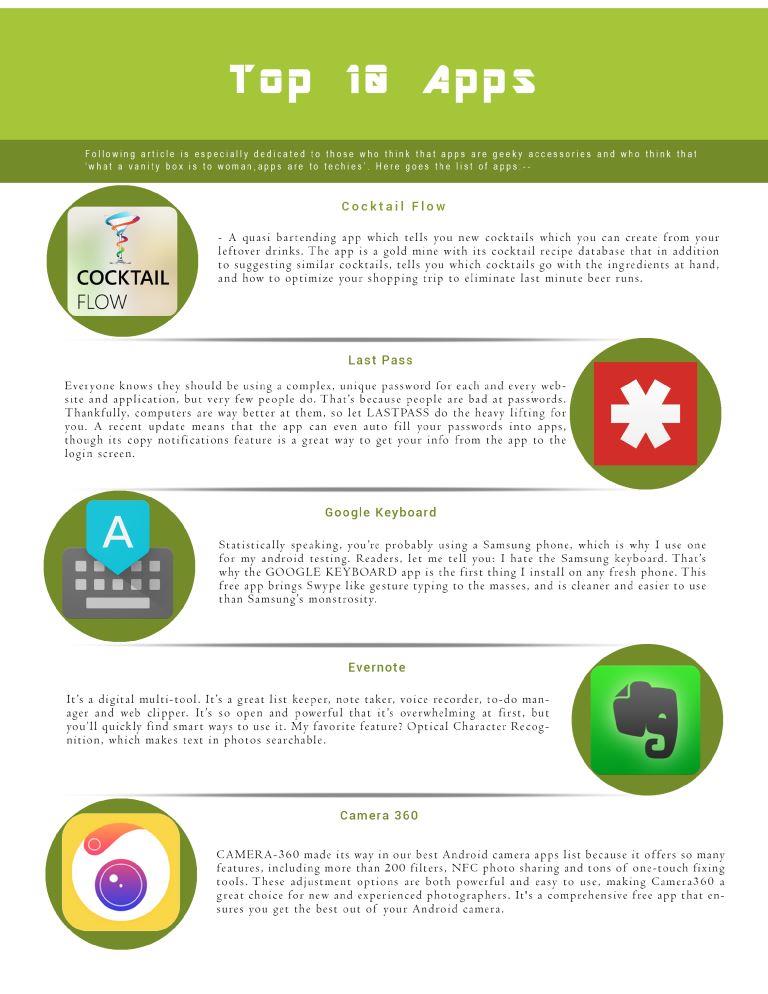 Top 10 Apps
Following article is especially dedicated to those who think that apps are geeky accessories and who think that
'what a vanity box is to woman,apps are to techies'. Here goes the list of apps:--
Cocktail Flow
COCKTAIL
FLOW
- A quasi bartending app which tells you new cocktails which you can create from your
leftover drinks. The app is a gold mine with its cocktail recipe database that in addition
to suggesting similar cocktails, tells you which cocktails go with the ingredients at hand,
and how to optimize your shopping trip to eliminate last minute beer runs.
Last Pass
Everyone knows they should be using a complex, unique password for each and every web-
site and application, but very few people do. That's because people are bad at passwords.
Thankfully, computers are way better at them, so let LASTPASS do the heavy lifting for
you. A recent update means that the app can even auto fill your passwords into apps,
though its copy notifications feature is a great way to get your info from the app to the
login screen.
Google Keyboard
A
Statistically speaking, you're probably using a Samsung phone, which is why I use one
for my android testing. Readers, let me tell you: I hate the Samsung keyboard. That's
why the GOOGLE KEYBOARD app is the first thing I install on any fresh phone. This
free app brings Swype like gesture typing to the masses, and is cleaner and easier to use
than Samsung's monstrosity.
Evernote
It's a digital multi-tool. It's a great list keeper, note taker, voice recorder, to-do man-
ager and web clipper. It's so open and powerful that it's overwhelming at first, but
you'll quickly find smart ways to use it. My favorite feature? Optical Character Recog-
nition, which makes text in photos searchable.
Camera 360
CAMERA-360 made its way in our best Android camera apps list because it offers so many
features, including more than 200 filters, NFC photo sharing and tons of one-touch fixing
tools. These adjustment options are both powerful and easy to use, making Camera360 a
great choice for new and experienced photographers. It's a comprehensive free app that en-
sures you get the best out of your Android camera.